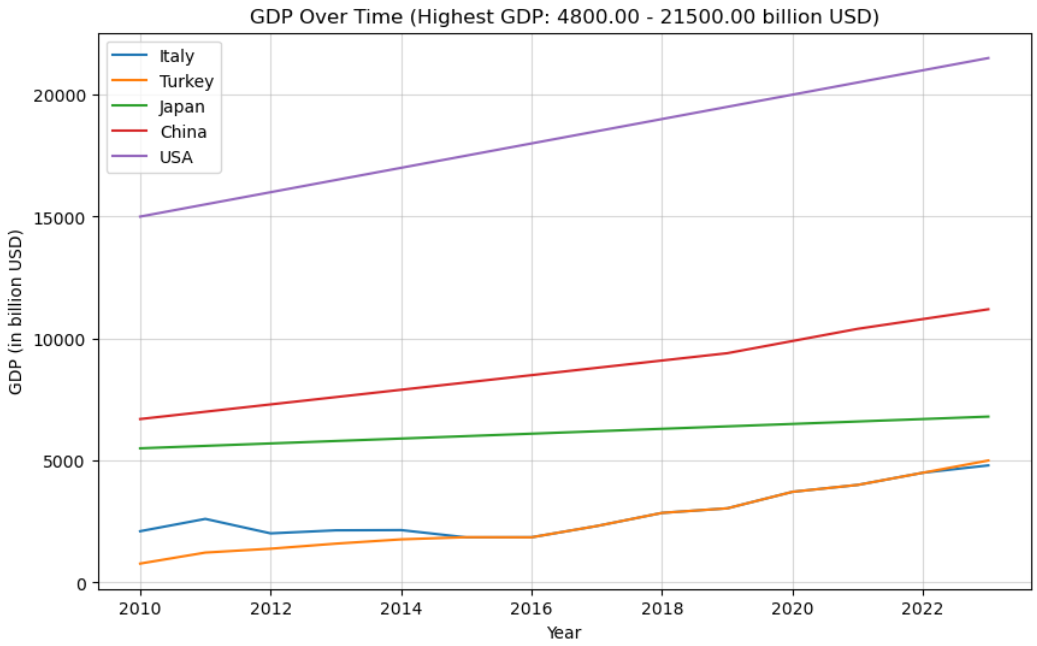 GDP Over Time (Highest GDP: 4800.00 - 21500.00 billion USD)
Italy
Turkey
Japan
China
USA
20000
15000
10000
5000
0
GDP (in billion USD)
2010 2012 2014 2016 2018 2020 2022
Year